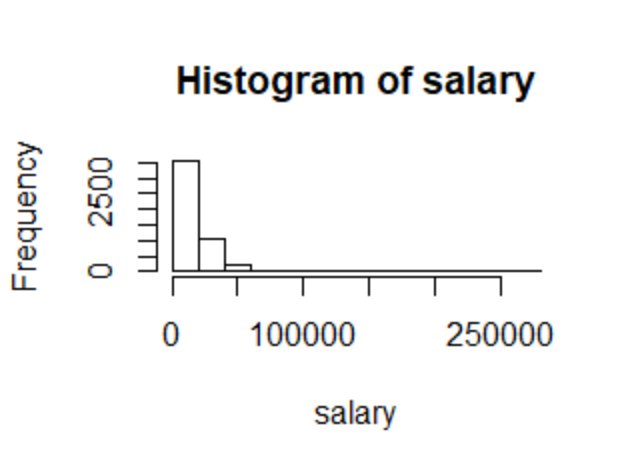 Histogram of salary
Frequency
2500
0
0 100000 250000
salary